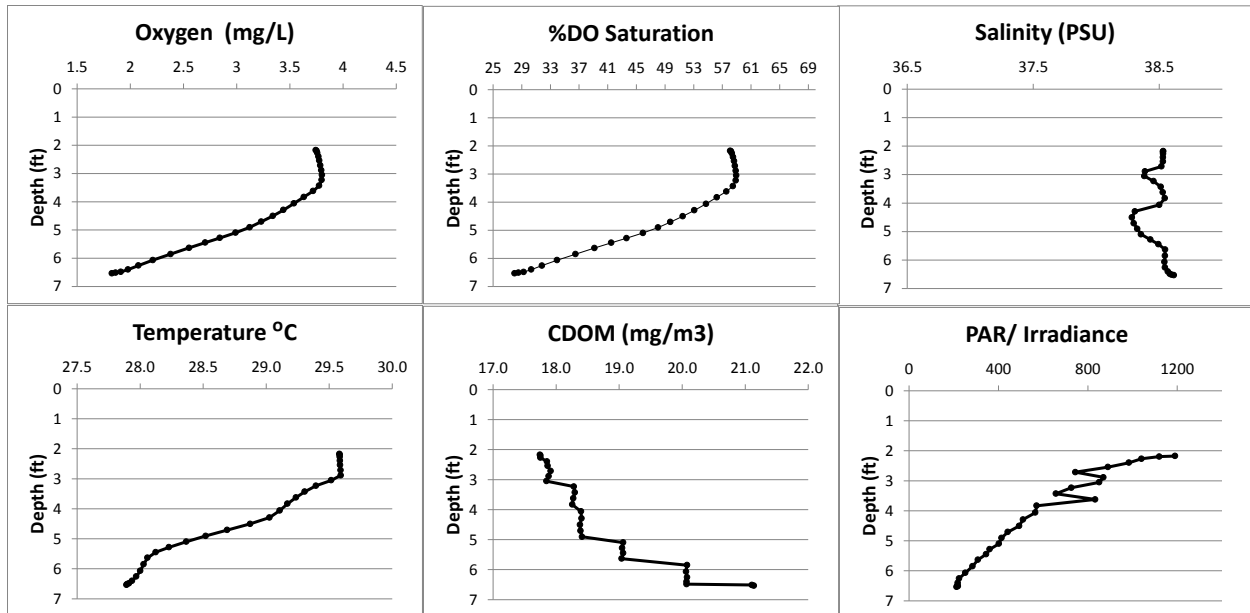 Oxygen (mg/L)
1.5 2 2.5 3 3.5 4 4.5
Depth (ft)
0
1
2
3
4
5
6
7
%DO Saturation
25 29 33 37 41 45 49 53 57 61 65 69
Depth (ft)
0
1
2
3
4
5
6
7
Salinity (PSU)
36.5 37.5 38.5
Depth (ft)
0
1
2
3
4
5
6
7
Temperature ⁰C
27.5 28.0 28.5 29.0 29.5 30.0
Depth (ft)
0
1
2
3
4
5
6
7
CDOM (mg/m3)
17.0 18.0 19.0 20.0 21.0 22.0
Depth (ft)
0
1
2
3
4
5
6
7
PAR/ Irradiance
0 400 800 1200
Depth (ft)
0
1
2
3
4
5
6
7